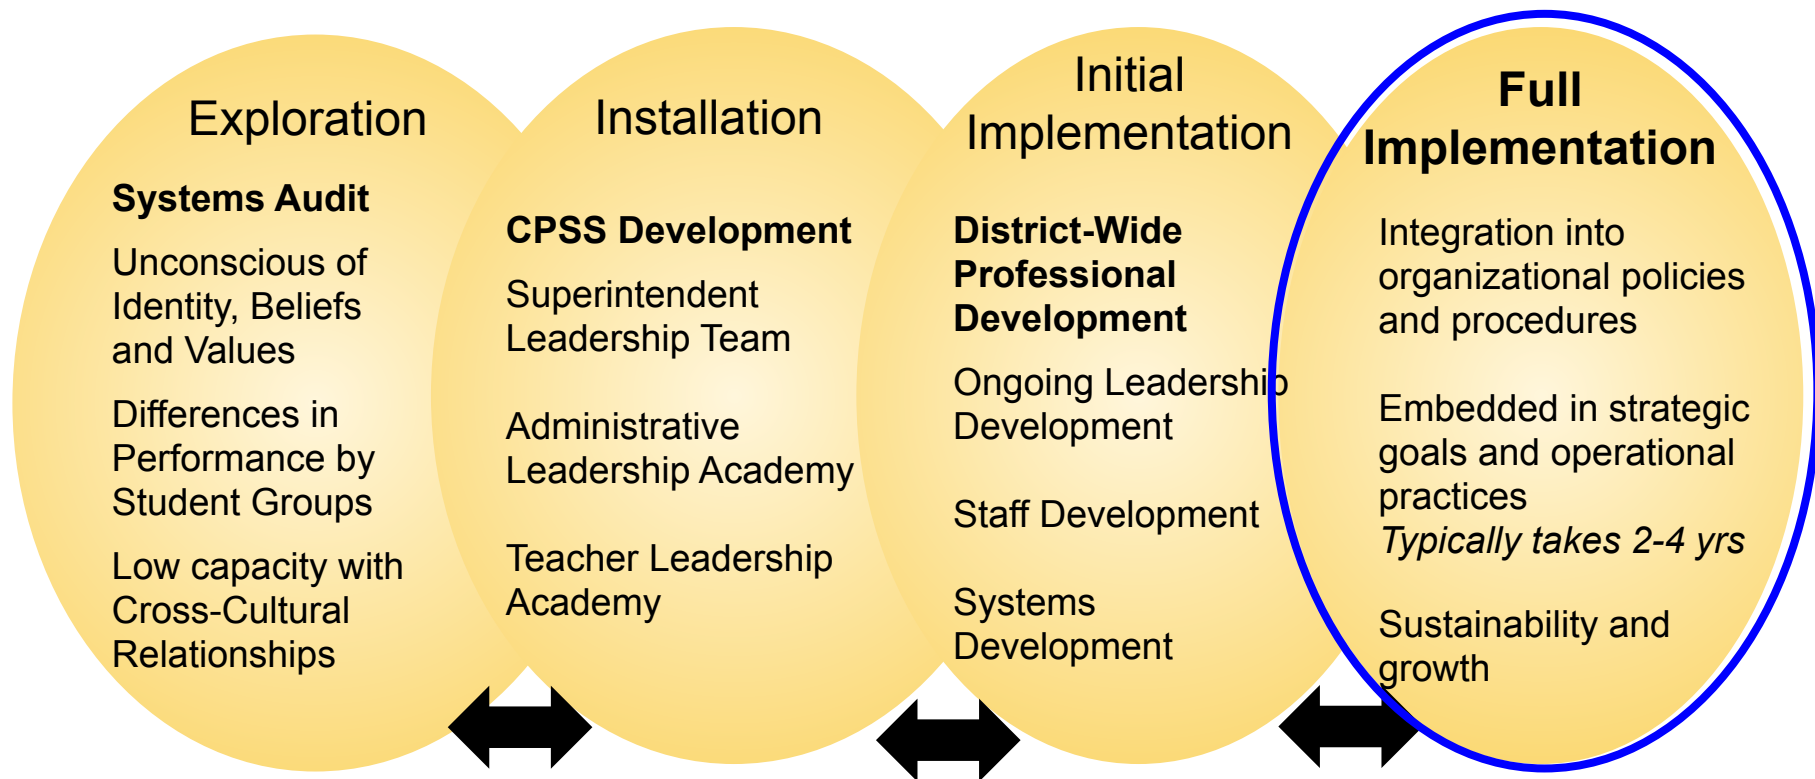 Exploration
Systems Audit
Unconscious of
Identity, Beliefs
and Values
Differences in
Performance by
Student Groups
Low capacity with
Cross-Cultural
Relationships
Installation
CPSS Development
Superintendent
Leadership Team
Administrative
Leadership Academy
Teacher Leadership
Academy
Initial
Implementation
District-Wide
Professional
Development
Ongoing Leadership
Development
Staff Development
Systems
Development
Full
Implementation
Integration into
organizational policies
and procedures
Embedded in strategic
goals and operational
practices
Typically takes 2-4 yrs
Sustainability and
growth